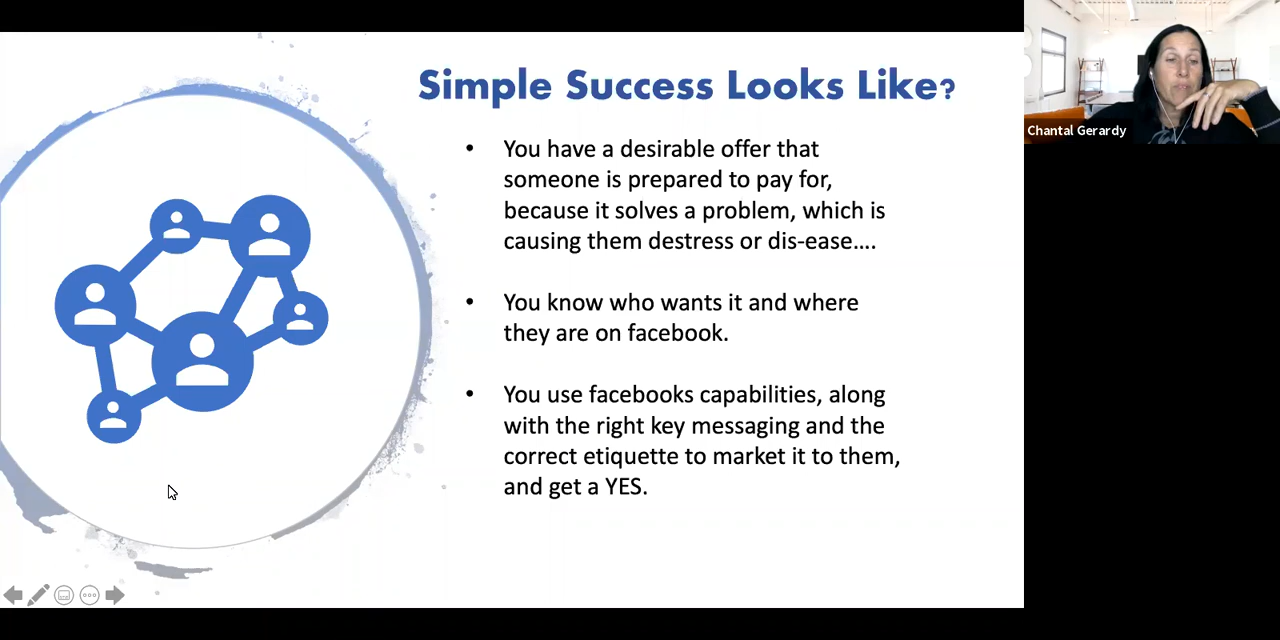 Simple Success Looks Like?
• You have a desirable offer that
someone is prepared to pay for,
because it solves a problem, which is
causing them destress or dis-ease....
• You know who wants it and where
they are on facebook.
• You use facebooks capabilities, along
with the right key messaging and the
correct etiquette to market it to them,
and get a YES.
Chantal Gerardy